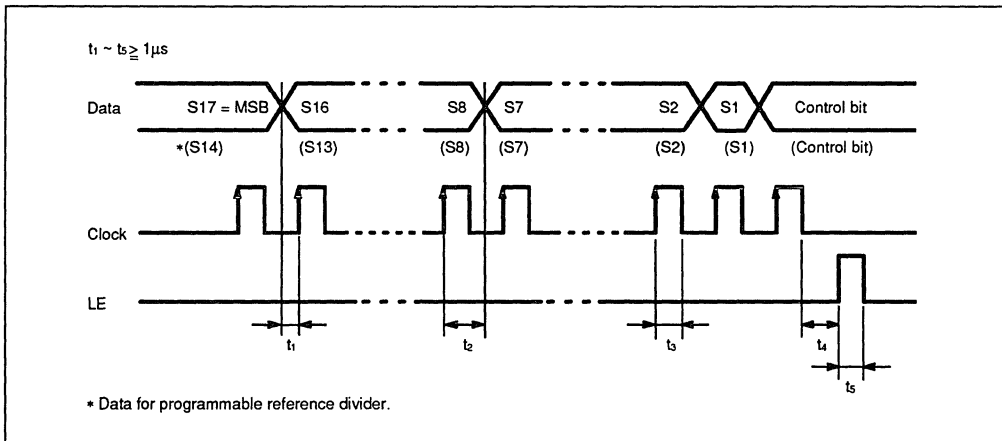 t1 ~ t5 ≧ 1μs
Data
S17 = MSB S16 S8 S7 S2 S1 Control bit
*(S14) (S13) (S8) (S7) (S2) (S1) (Control bit)
Clock
LE
t1 t2 t3 t4
t5
* Data for programmable reference divider.